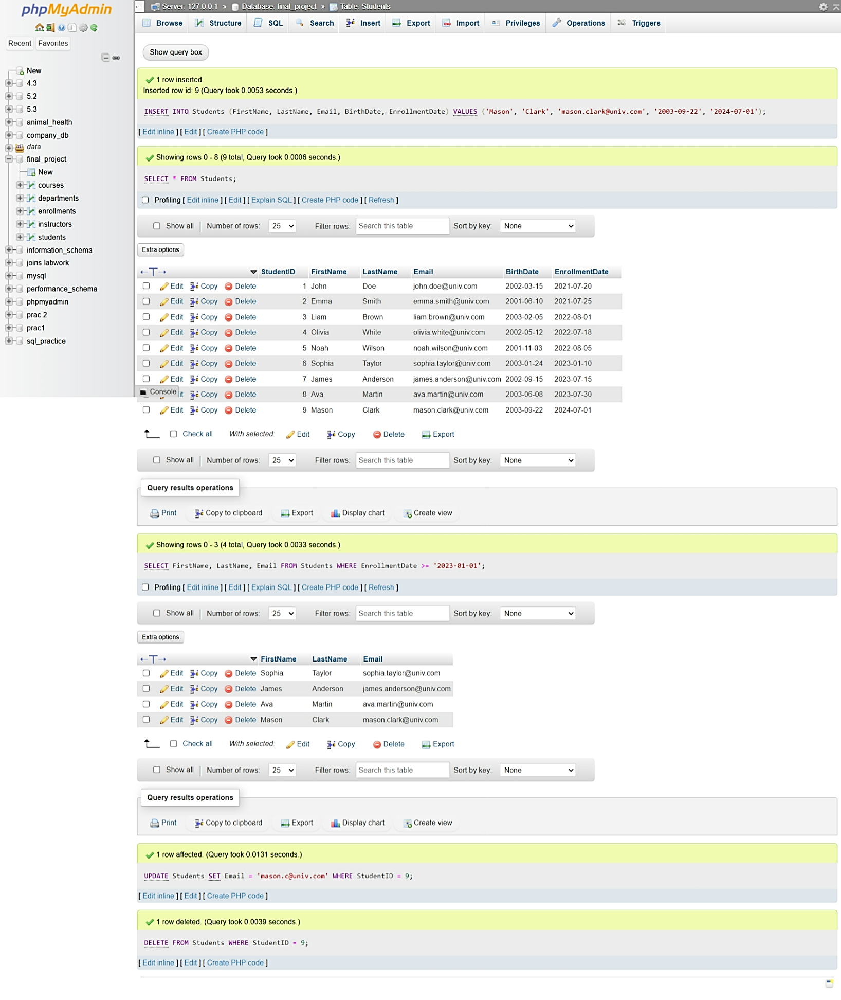 phpMyAdmin
Recent Favorites
New
4.3
5.2
5.3
animal_health
company_db
data
final_project
New
courses
departments
enrollments
instructors
students
information_schema
joins labwork
mysql
performance_schema
phpmyadmin
prac.2
prac1
sql_practice
Server: 127.0.0.1 » Database: final_project » Table: Students
Browse Structure SQL Search Insert Export Import Privileges Operations Triggers
Show query box
1 row inserted.
Inserted row id: 9 (Query took 0.0053 seconds.)
INSERT INTO Students (FirstName, LastName, Email, BirthDate, EnrollmentDate) VALUES ('Mason', 'Clark', 'mason.clark@univ.com', '2003-09-22', '2024-07-01');
[ Edit inline ] [ Edit ] [ Create PHP code ]
Showing rows 0 - 8 (9 total, Query took 0.0006 seconds.)
SELECT * FROM Students;
Profiling [ Edit inline ] [ Edit ] [ Explain SQL ] [ Create PHP code ] [ Refresh ]
Show all | Number of rows: 25 Filter rows: Search this table Sort by key: None
Extra options
StudentID FirstName LastName Email BirthDate EnrollmentDate
Edit Copy Delete 1 John Doe john.doe@univ.com 2002-03-15 2021-07-20
Edit Copy Delete 2 Emma Smith emma.smith@univ.com 2001-06-10 2021-07-25
Edit Copy Delete 3 Liam Brown liam.brown@univ.com 2003-02-05 2022-08-01
Edit Copy Delete 4 Olivia White olivia.white@univ.com 2002-05-12 2022-07-18
Edit Copy Delete 5 Noah Wilson noah.wilson@univ.com 2001-11-03 2022-08-05
Edit Copy Delete 6 Sophia Taylor sophia.taylor@univ.com 2003-01-24 2023-01-10
Edit Copy Delete 7 James Anderson james.anderson@univ.com 2002-09-15 2023-07-15
Console it Copy Delete 8 Ava Martin ava.martin@univ.com 2003-06-08 2023-07-30
Edit Copy Delete 9 Mason Clark mason.clark@univ.com 2003-09-22 2024-07-01
Check all With selected: Edit Copy Delete Export
Show all | Number of rows: 25 Filter rows: Search this table Sort by key: None
Query results operations
Print Copy to clipboard Export Display chart Create view
Showing rows 0 - 3 (4 total, Query took 0.0033 seconds.)
SELECT FirstName, LastName, Email FROM Students WHERE EnrollmentDate >= '2023-01-01';
Profiling [ Edit inline ] [ Edit ] [ Explain SQL ] [ Create PHP code ] [ Refresh ]
Show all | Number of rows: 25 Filter rows: Search this table Sort by key: None
Extra options
FirstName LastName Email
Edit Copy Delete Sophia Taylor sophia.taylor@univ.com
Edit Copy Delete James Anderson james.anderson@univ.com
Edit Copy Delete Ava Martin ava.martin@univ.com
Edit Copy Delete Mason Clark mason.clark@univ.com
Check all With selected: Edit Copy Delete Export
Show all | Number of rows: 25 Filter rows: Search this table Sort by key: None
Query results operations
Print Copy to clipboard Export Display chart Create view
1 row affected. (Query took 0.0131 seconds.)
UPDATE Students SET Email = 'mason.c@univ.com' WHERE StudentID = 9;
[ Edit inline ] [ Edit ] [ Create PHP code ]
1 row deleted. (Query took 0.0039 seconds.)
DELETE FROM Students WHERE StudentID = 9;
[ Edit inline ] [ Edit ] [ Create PHP code ]